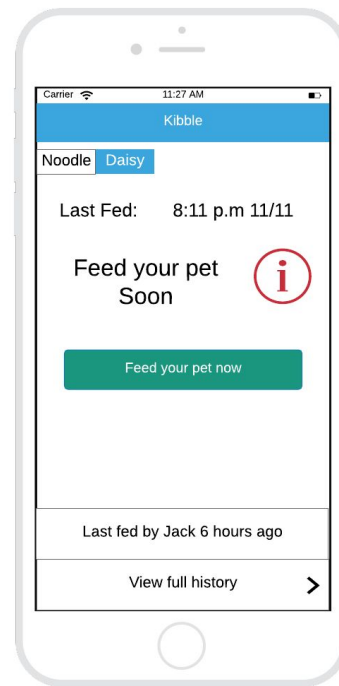 Carrier 11:27 AM
Kibble
Noodle Daisy
Last Fed: 8:11 p.m 11/11
Feed your pet
Soon
i
Feed your pet now
Last fed by Jack 6 hours ago
View full history